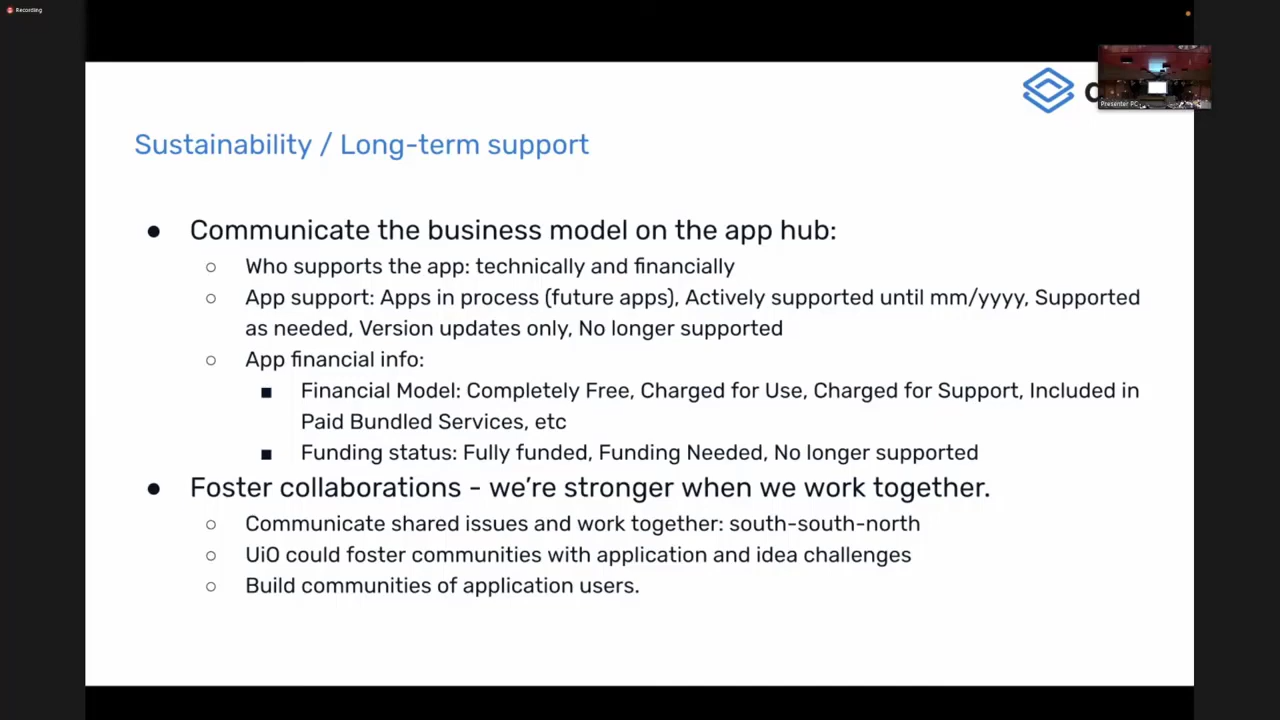 Recording
Presenter PC
Sustainability / Long-term support
● Communicate the business model on the app hub:
○ Who supports the app: technically and financially
○ App support: Apps in process (future apps), Actively supported until mm/yyyy, Supported
as needed, Version updates only, No longer supported
○ App financial info:
■ Financial Model: Completely Free, Charged for Use, Charged for Support, Included in
Paid Bundled Services, etc
■ Funding status: Fully funded, Funding Needed, No longer supported
● Foster collaborations - we're stronger when we work together.
○ Communicate shared issues and work together: south-south-north
○ UiO could foster communities with application and idea challenges
○ Build communities of application users.